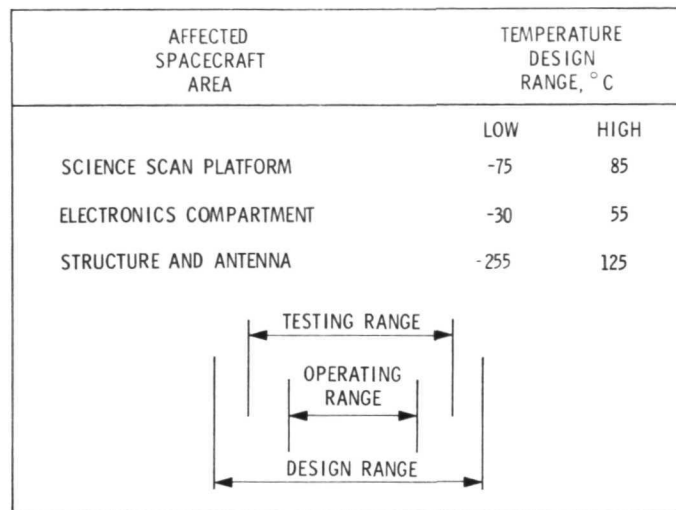 AFFECTED
SPACECRAFT
AREA
TEMPERATURE
DESIGN
RANGE, °C
LOW HIGH
SCIENCE SCAN PLATFORM -75 85
ELECTRONICS COMPARTMENT -30 55
STRUCTURE AND ANTENNA -255 125
TESTING RANGE
OPERATING
RANGE
DESIGN RANGE